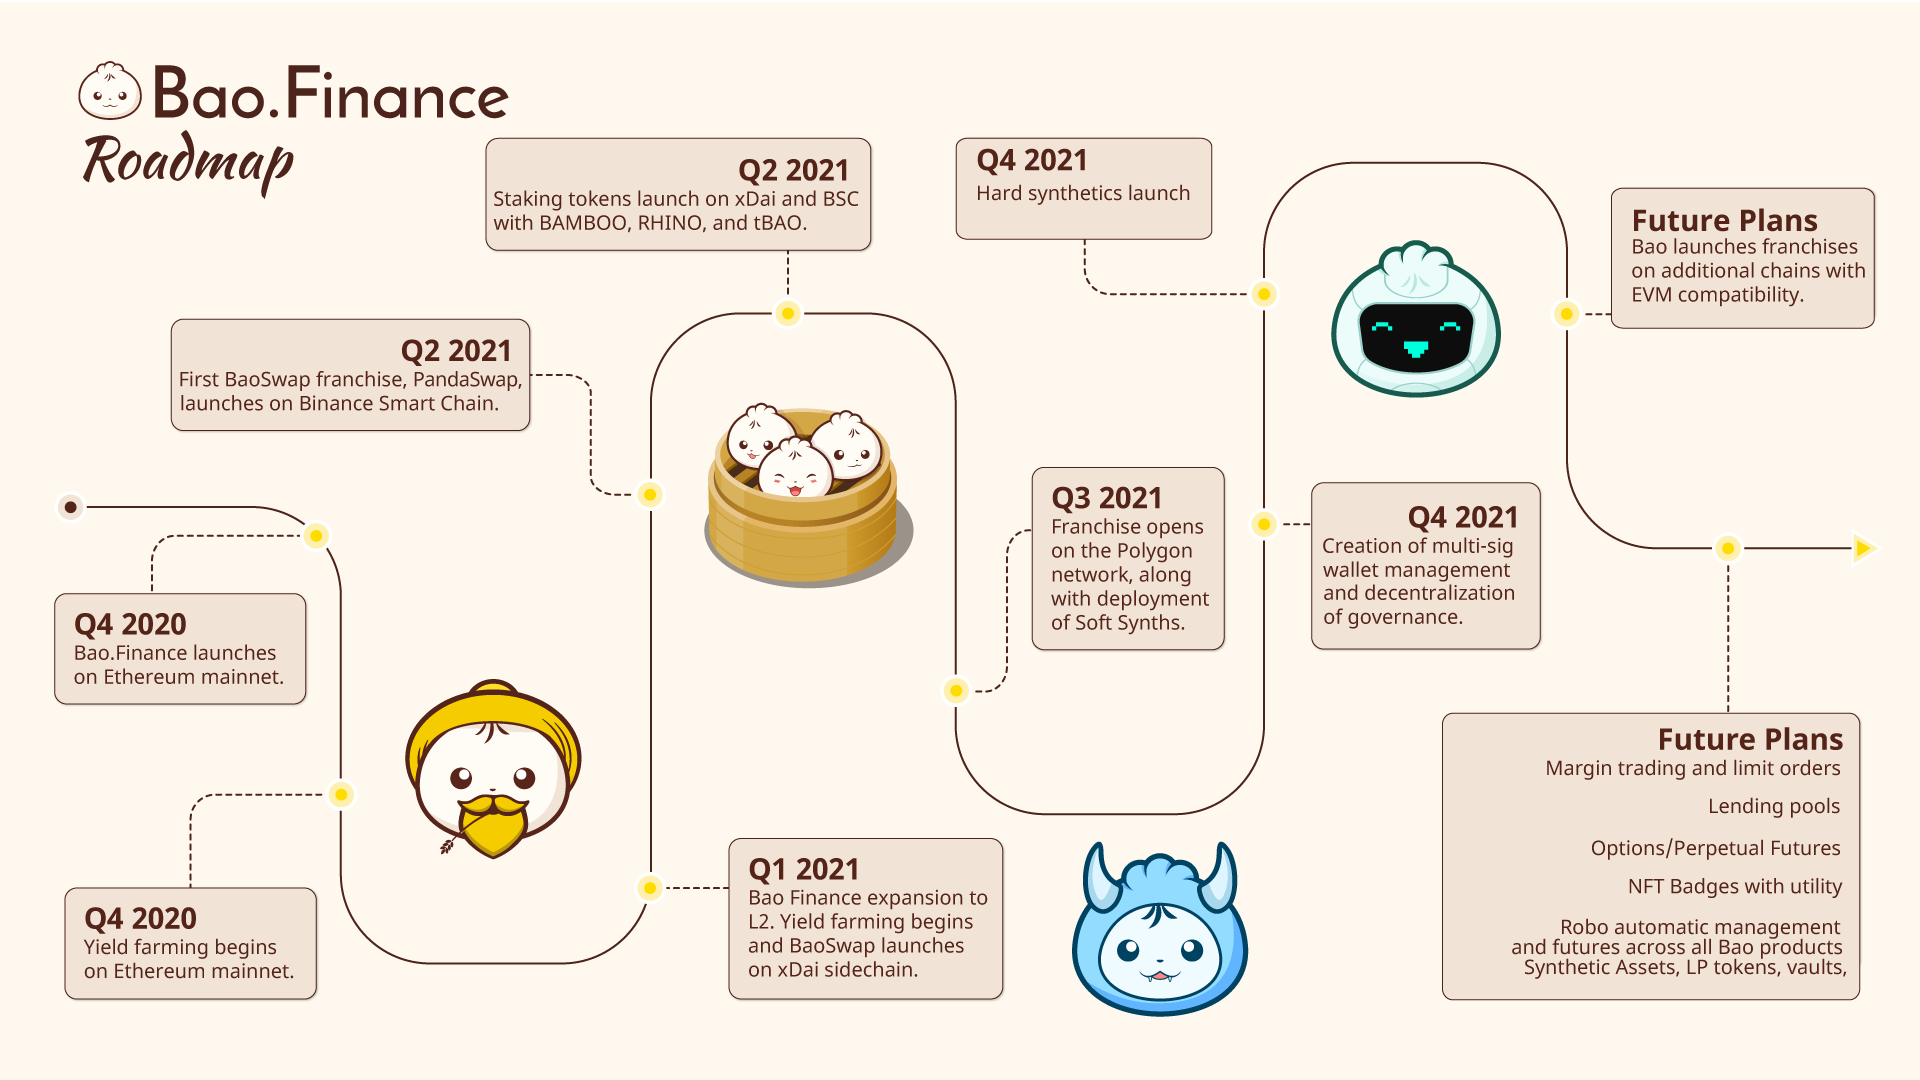 Bao.Finance
Roadmap
Q4 2020
Bao.Finance launches
on Ethereum mainnet.
Q4 2020
Yield farming begins
on Ethereum mainnet.
Q1 2021
Bao Finance expansion to
L2. Yield farming begins
and BaoSwap launches
on xDai sidechain.
Q2 2021
First BaoSwap franchise, PandaSwap,
launches on Binance Smart Chain.
Q2 2021
Staking tokens launch on xDai and BSC
with BAMBOO, RHINO, and tBAO.
Q3 2021
Franchise opens
on the Polygon
network, along
with deployment
of Soft Synths.
Q4 2021
Creation of multi-sig
wallet management
and decentralization
of governance.
Q4 2021
Hard synthetics launch
Future Plans
Bao launches franchises
on additional chains with
EVM compatibility.
Future Plans
Margin trading and limit orders
Lending pools
Options/Perpetual Futures
NFT Badges with utility
Robo automatic management
and futures across all Bao products
Synthetic Assets, LP tokens, vaults,